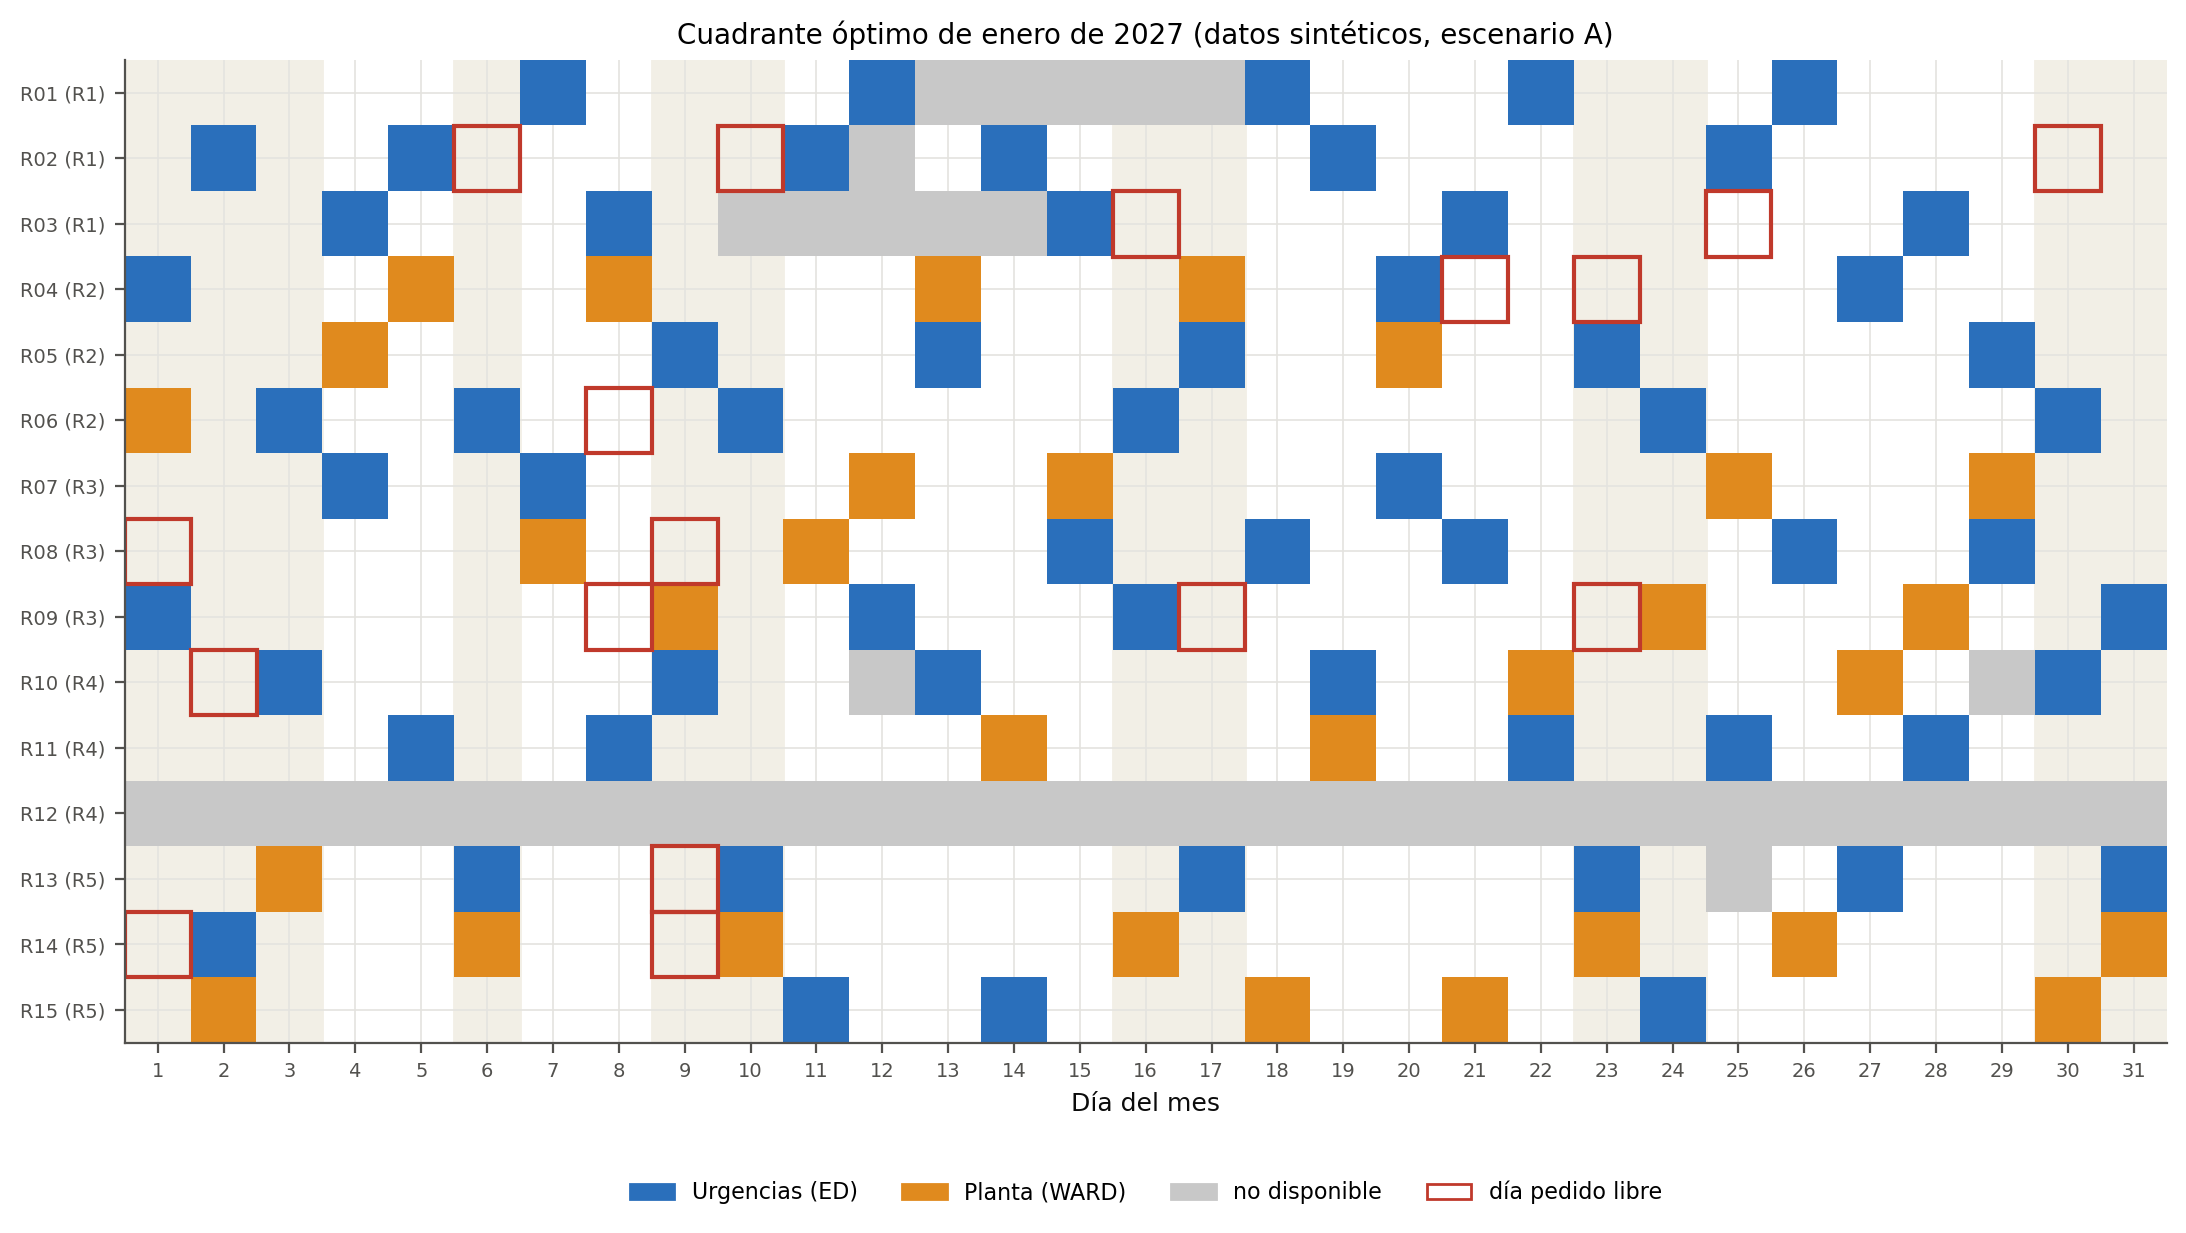 Cuadrante óptimo de enero de 2027 (datos sintéticos, escenario A)
R01 (R1)
R02 (R1)
R03 (R1)
R04 (R2)
R05 (R2)
R06 (R2)
R07 (R3)
R08 (R3)
R09 (R3)
R10 (R4)
R11 (R4)
R12 (R4)
R13 (R5)
R14 (R5)
R15 (R5)
1 2 3 4 5 6 7 8 9 10 11 12 13 14 15 16 17 18 19 20 21 22 23 24 25 26 27 28 29 30 31
Día del mes
Urgencias (ED) Planta (WARD) no disponible día pedido libre